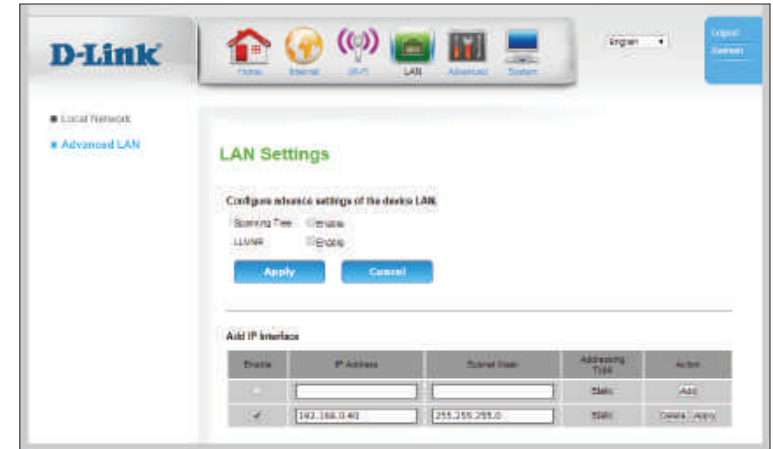 D-Link
Home Internet Wi-Fi LAN Advanced System
English
Logout
Refresh
Local Network
Advanced LAN
LAN Settings
Configure advance settings of the device LAN.
Spanning Tree Enable
LLMNR Enable
Apply Cancel
Add IP Interface
Enable IP Address Subnet Mask Addressing Type Action
Static Add
192.168.0.40 255.255.255.0 Static Delete Apply